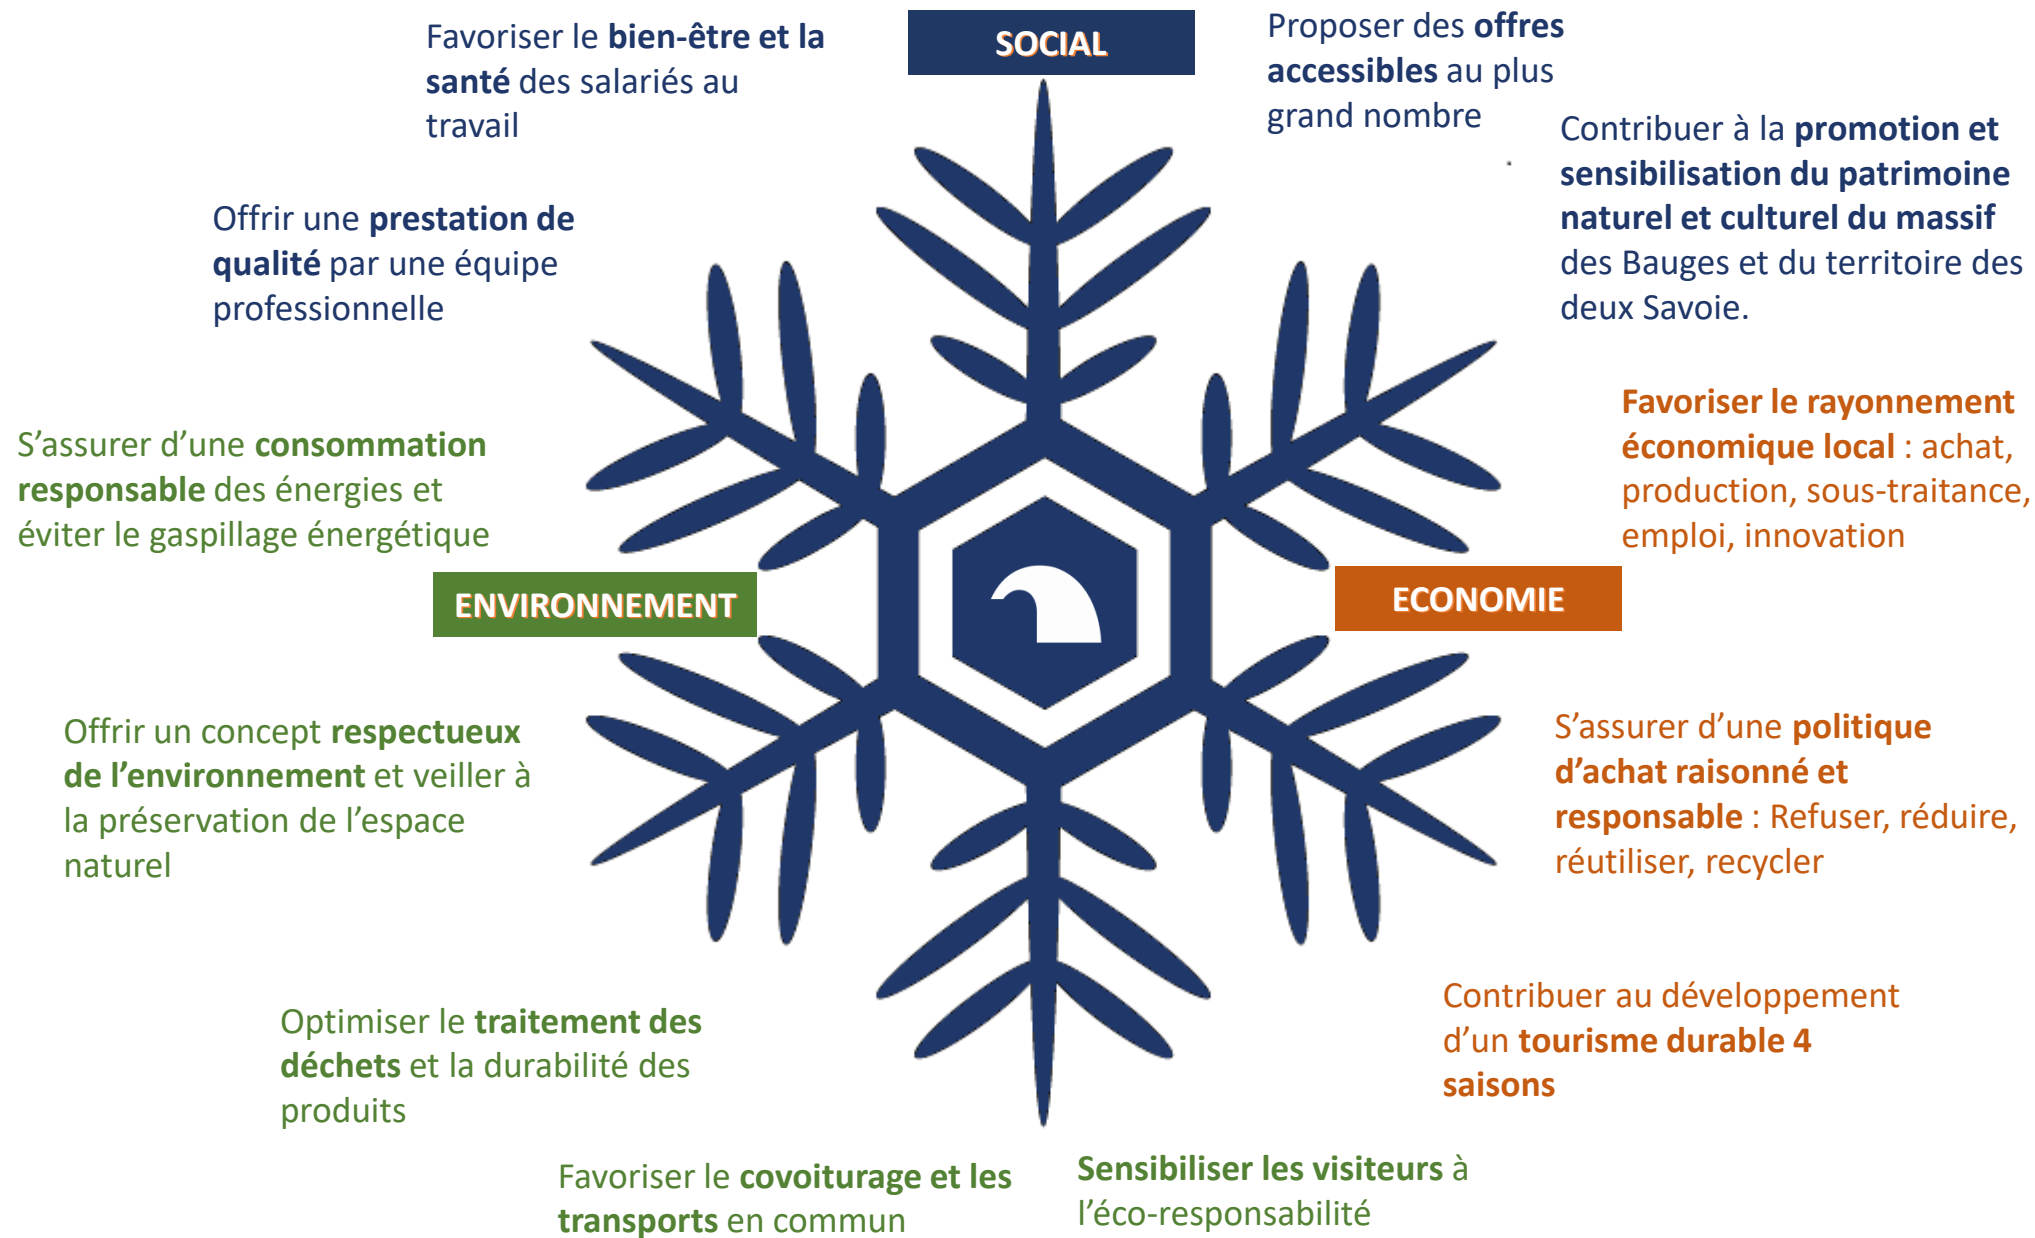 SOCIAL
Favoriser le bien-être et la
santé des salariés au
travail
Proposer des offres
accessibles au plus
grand nombre
Contribuer à la promotion et
sensibilisation du patrimoine
naturel et culturel du massif
des Bauges et du territoire des
deux Savoie.
Offrir une prestation de
qualité par une équipe
professionnelle
Favoriser le rayonnement
économique local : achat,
production, sous-traitance,
emploi, innovation
S’assurer d’une consommation
responsable des énergies et
éviter le gaspillage énergétique
ENVIRONNEMENT
ECONOMIE
Offrir un concept respectueux
de l’environnement et veiller à
la préservation de l’espace
naturel
S’assurer d’une politique
d’achat raisonné et
responsable : Refuser, réduire,
réutiliser, recycler
Optimiser le traitement des
déchets et la durabilité des
produits
Contribuer au développement
d’un tourisme durable 4
saisons
Favoriser le covoiturage et les
transports en commun
Sensibiliser les visiteurs à
l’éco-responsabilité